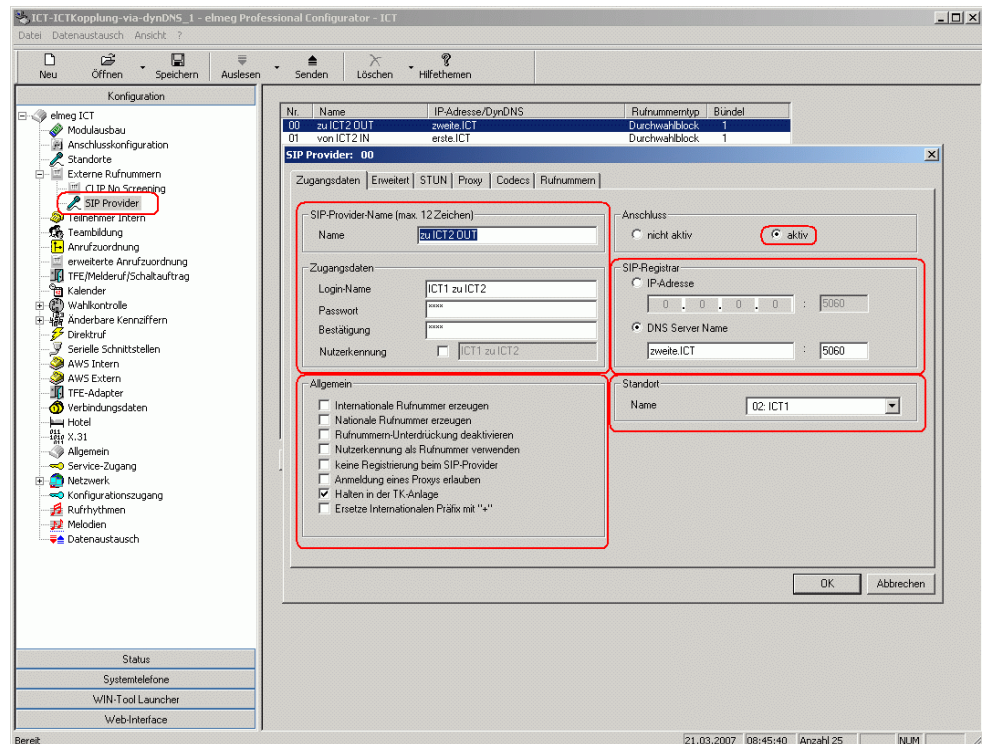 ICT-ICTKopplung-via-dynDNS_1 - elmeg Professional Configurator - ICT
Datei Datenaustausch Ansicht ?
Neu Öffnen Speichern Auslesen Senden Löschen Hilfethemen
Konfiguration
elmeg ICT
Modulausbau
Anschlusskonfiguration
Standorte
Externe Rufnummern
CLIP No Screening
SIP Provider
Teilnehmer Intern
Teambildung
Anrufzuordnung
erweiterte Anrufzuordnung
TFE/Melderuf/Schaltauftrag
Kalender
Wahlkontrolle
Änderbare Kennziffern
Direktruf
Serielle Schnittstellen
AWS Intern
AWS Extern
TFE-Adapter
Verbindungsdaten
Hotel
X.31
Allgemein
Service-Zugang
Netzwerk
Konfigurationszugang
Rufrhythmen
Melodien
Datenaustausch
Status
Systemtelefone
WIN-Tool Launcher
Web-Interface
Nr. Name IP-Adresse/DynDNS Rufnummerntyp Bündel
00 zu ICT2 OUT zweite.ICT Durchwahlblock 1
01 von ICT2 IN erste.ICT Durchwahlblock 1
SIP Provider: 00
Zugangsdaten Erweitert STUN Proxy Codecs Rufnummern
SIP-Provider-Name (max. 12 Zeichen)
Name zu ICT2 OUT
Zugangsdaten
Login-Name ICT1 zu ICT2
Passwort ****
Bestätigung ****
Nutzerkennung ICT1 zu ICT2
Allgemein
Internationale Rufnummer erzeugen
Nationale Rufnummer erzeugen
Rufnummern-Unterdrückung deaktivieren
Nutzerkennung als Rufnummer verwenden
keine Registrierung beim SIP-Provider
Anmeldung eines Proxys erlauben
Halten in der TK-Anlage
Ersetze Internationalen Präfix mit "+"
Anschluss
nicht aktiv aktiv
SIP-Registrar
IP-Adresse
0 . 0 . 0 . 0 : 5060
DNS Server Name
zweite.ICT : 5060
Standort
Name 02: ICT1
OK Abbrechen
Bereit 21.03.2007 08:45:40 Anzahl 25 NUM